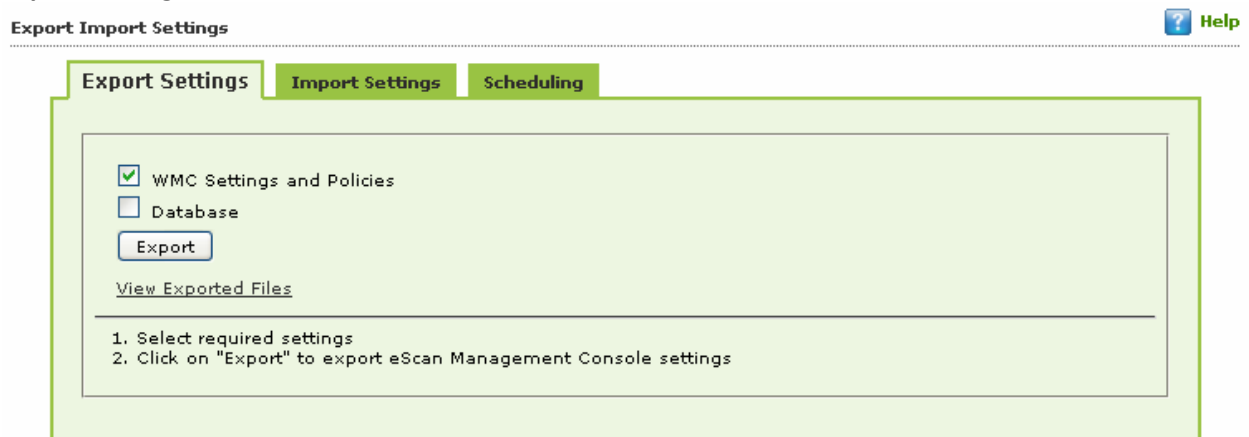 Export Import Settings
Help
Export Settings
Import Settings
Scheduling
WMC Settings and Policies
Database
Export
View Exported Files
1. Select required settings
2. Click on "Export" to export eScan Management Console settings